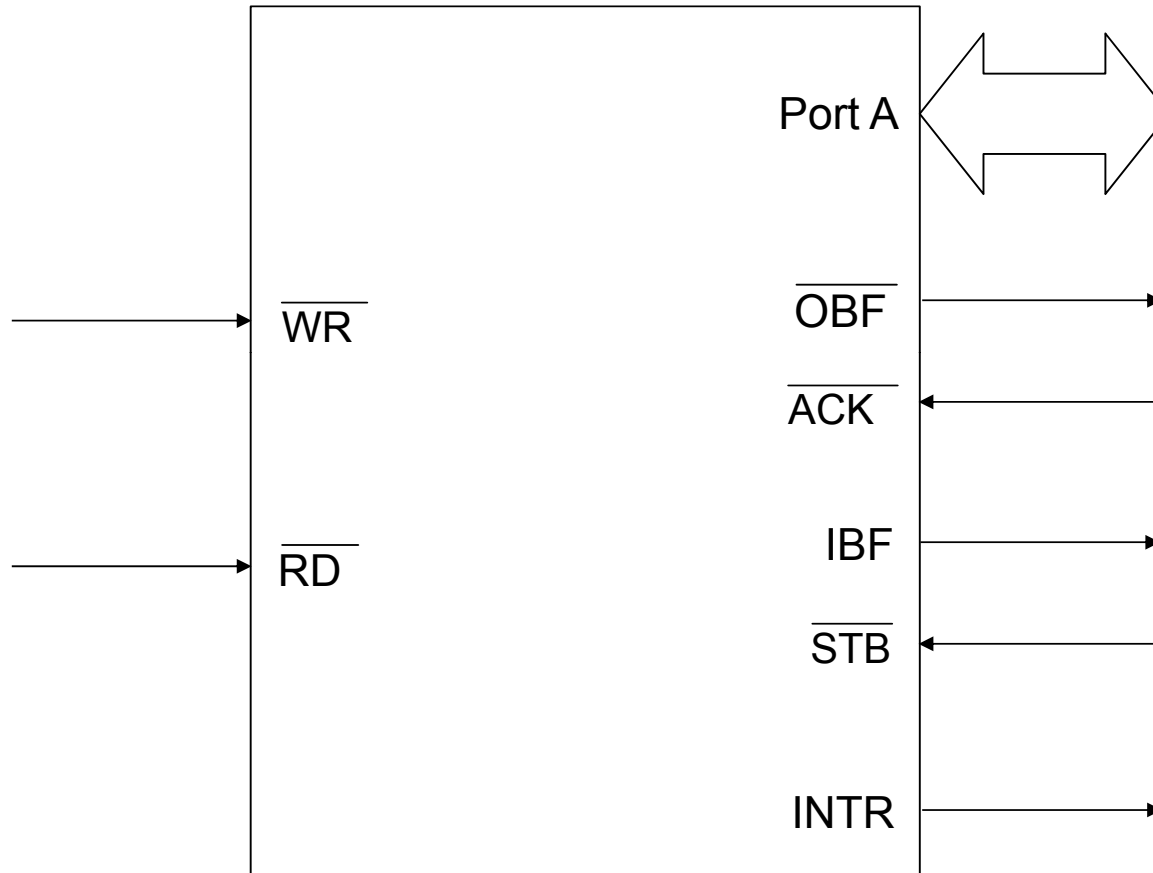 Port A
WR
OBF
ACK
RD
IBF
STB
INTR